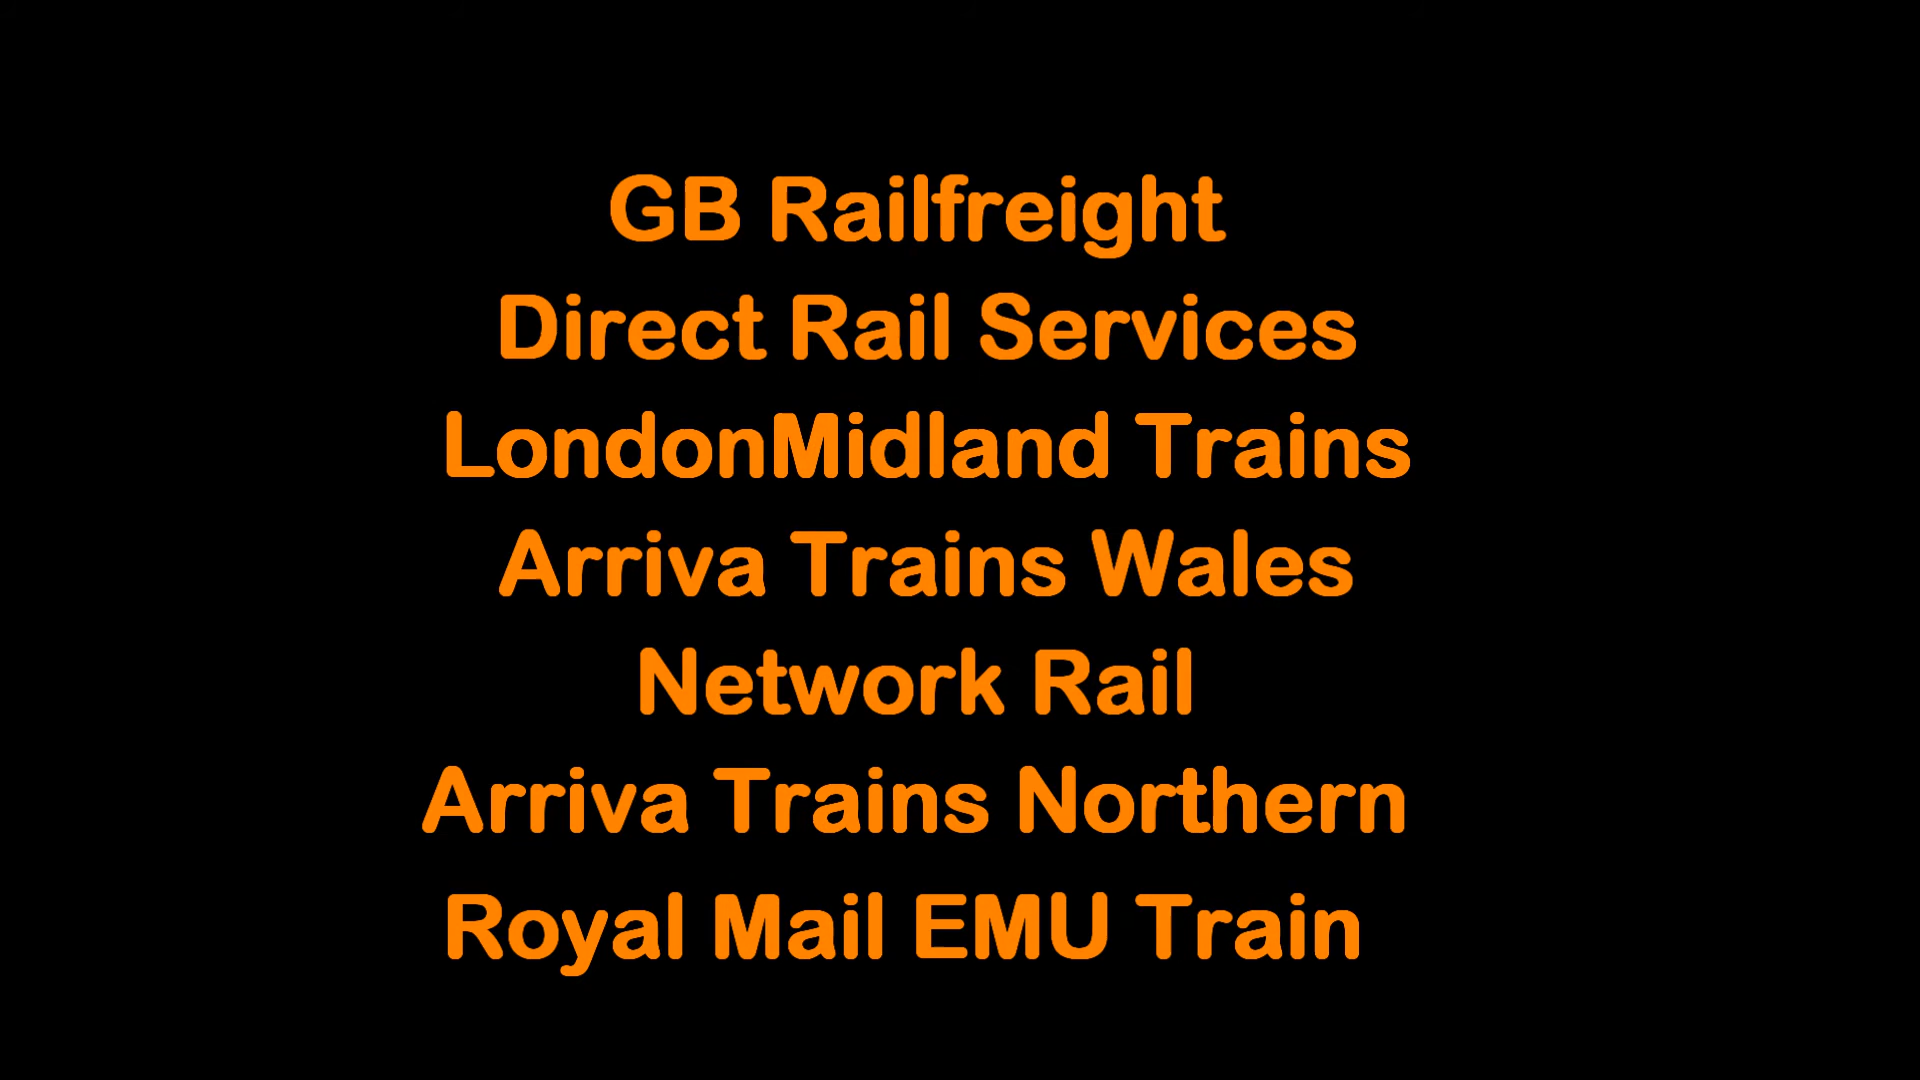 GB Railfreight
Direct Rail Services
LondonMidland Trains
Arriva Trains Wales
Network Rail
Arriva Trains Northern
Royal Mail EMU Train